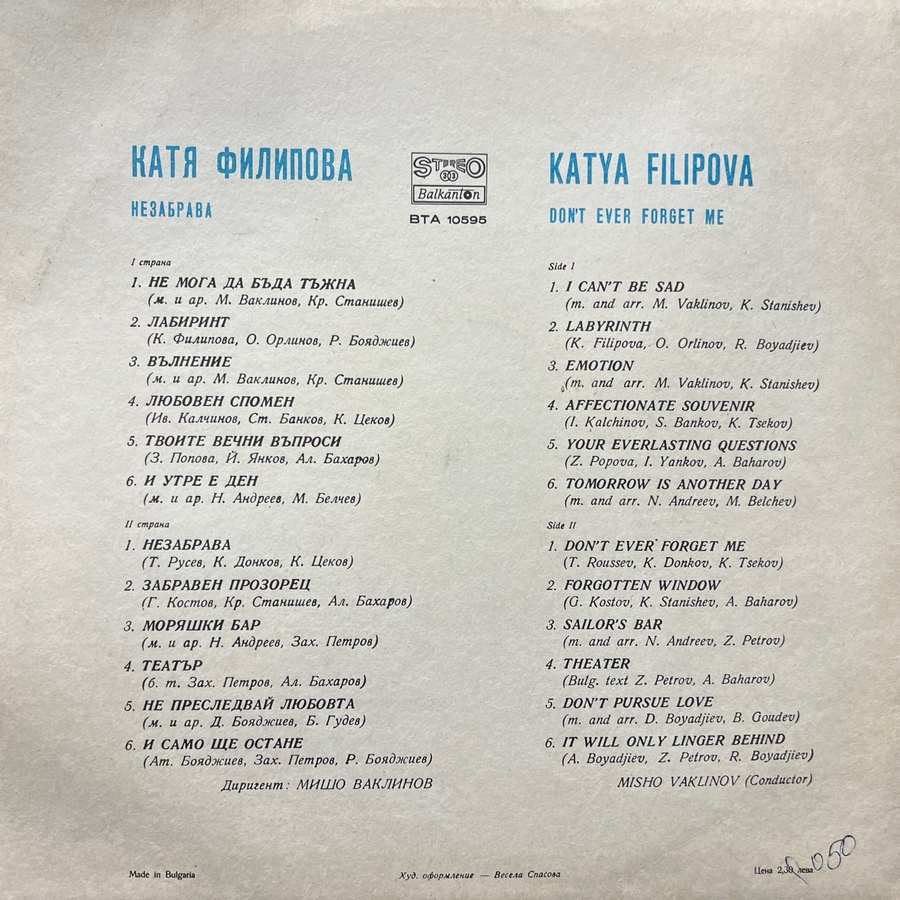 КАТЯ ФИЛИПОВА
НЕЗАБРАВА
STEREO
303
Balkanton
BTA 10595
KATYA FILIPOVA
DON'T EVER FORGET ME
I страна
1. НЕ МОГА ДА БЪДА ТЪЖНА
(м. и ар. М. Ваклинов, Кр. Станишев)
2. ЛАБИРИНТ
(К. Филипова, О. Орлинов, Р. Бояджиев)
3. ВЪЛНЕНИЕ
(м. и ар. М. Ваклинов, Кр. Станишев)
4. ЛЮБОВЕН СПОМЕН
(Ив. Калчинов, Ст. Банков, К. Цеков)
5. ТВОИТЕ ВЕЧНИ ВЪПРОСИ
(З. Попова, Й. Янков, Ал. Бахаров)
6. И УТРЕ Е ДЕН
(м. и ар. Н. Андреев, М. Белчев)
II страна
1. НЕЗАБРАВА
(Т. Русев, К. Донков, К. Цеков)
2. ЗАБРАВЕН ПРОЗОРЕЦ
(Г. Костов, Кр. Станишев, Ал. Бахаров)
3. МОРЯШКИ БАР
(м. и ар. Н. Андреев, Зах. Петров)
4. ТЕАТЪР
(б. т. Зах. Петров, Ал. Бахаров)
5. НЕ ПРЕСЛЕДВАЙ ЛЮБОВТА
(м. и ар. Д. Бояджиев, Б. Гудев)
6. И САМО ЩЕ ОСТАНЕ
(Ат. Бояджиев, Зах. Петров, Р. Бояджиев)
Диригент: МИШО ВАКЛИНОВ
Side I
1. I CAN'T BE SAD
(m. and arr. M. Vaklinov, K. Stanishev)
2. LABYRINTH
(K. Filipova, O. Orlinov, R. Boyadjiev)
3. EMOTION
(m. and arr. M. Vaklinov, K. Stanishev)
4. AFFECTIONATE SOUVENIR
(I. Kalchinov, S. Bankov, K. Tsekov)
5. YOUR EVERLASTING QUESTIONS
(Z. Popova, I. Yankov, A. Baharov)
6. TOMORROW IS ANOTHER DAY
(m. and arr. N. Andreev, M. Belchev)
Side II
1. DON'T EVER FORGET ME
(T. Roussev, K. Donkov, K. Tsekov)
2. FORGOTTEN WINDOW
(G. Kostov, K. Stanishev, A. Baharov)
3. SAILOR'S BAR
(m. and arr. N. Andreev, Z. Petrov)
4. THEATER
(Bulg. text Z. Petrov, A. Baharov)
5. DON'T PURSUE LOVE
(m. and arr. D. Boyadjiev, B. Goudev)
6. IT WILL ONLY LINGER BEHIND
(A. Boyadjiev, Z. Petrov, R. Boyadjiev)
MISHO VAKLINOV (Conductor)
Made in Bulgaria
Худ. оформление — Весела Спасова
Цена 2,30 лева